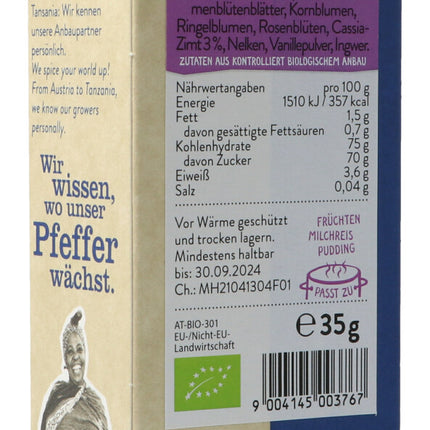 Tansania: Wir kennen
unsere Anbaupartner
persönlich.
We spice your world up!
From Austria to Tanzania,
we know our growers
personally.
Wir
wissen,
wo unser
Pfeffer
wächst.
menblütenblätter, Kornblumen,
Ringelblumen, Rosenblüten, Cassia-
Zimt 3%, Nelken, Vanillepulver, Ingwer.
ZUTATEN AUS KONTROLLIERT BIOLOGISCHEM ANBAU
Nährwertangaben pro 100 g
Energie 1510 kJ / 357 kcal
Fett 1,5 g
davon gesättigte Fettsäuren 0,7 g
Kohlenhydrate 75 g
davon Zucker 70 g
Eiweiß 3,6 g
Salz 0,04 g
Vor Wärme geschützt
und trocken lagern.
Mindestens haltbar
bis 30.09.2024
Ch.: MH21041304F01
FRÜCHTEN
MILCHREIS
PUDDING
PASST ZU
AT-BIO-301
EU-/Nicht-EU-
Landwirtschaft
℮ 35g
9 004145 003767